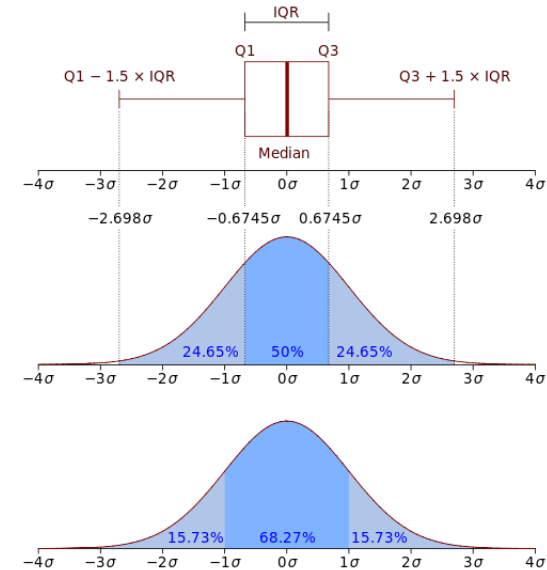 IQR
Q1 Q3
Q1 − 1.5 × IQR Q3 + 1.5 × IQR
Median
−4σ −3σ −2σ −1σ 0σ 1σ 2σ 3σ 4σ
−2.698σ −0.6745σ 0.6745σ 2.698σ
24.65% 50% 24.65%
−4σ −3σ −2σ −1σ 0σ 1σ 2σ 3σ 4σ
15.73% 68.27% 15.73%
−4σ −3σ −2σ −1σ 0σ 1σ 2σ 3σ 4σ